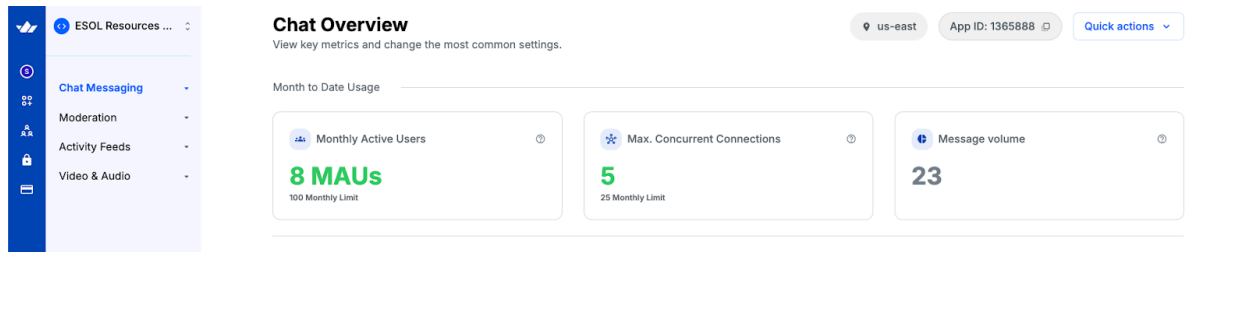 ESOL Resources ...
S
Chat Messaging
Moderation
Activity Feeds
Video & Audio
Chat Overview
View key metrics and change the most common settings.
us-east
App ID: 1365888
Quick actions
Month to Date Usage
Monthly Active Users
8 MAUs
100 Monthly Limit
Max. Concurrent Connections
5
25 Monthly Limit
Message volume
23